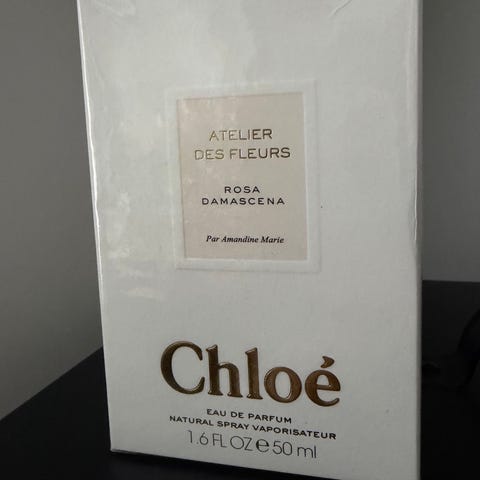 ATELIER
DES FLEURS
ROSA
DAMASCENA
Par Amandine Marie
Chloé
EAU DE PARFUM
NATURAL SPRAY VAPORISATEUR
1.6 FL OZ ℮ 50 ml